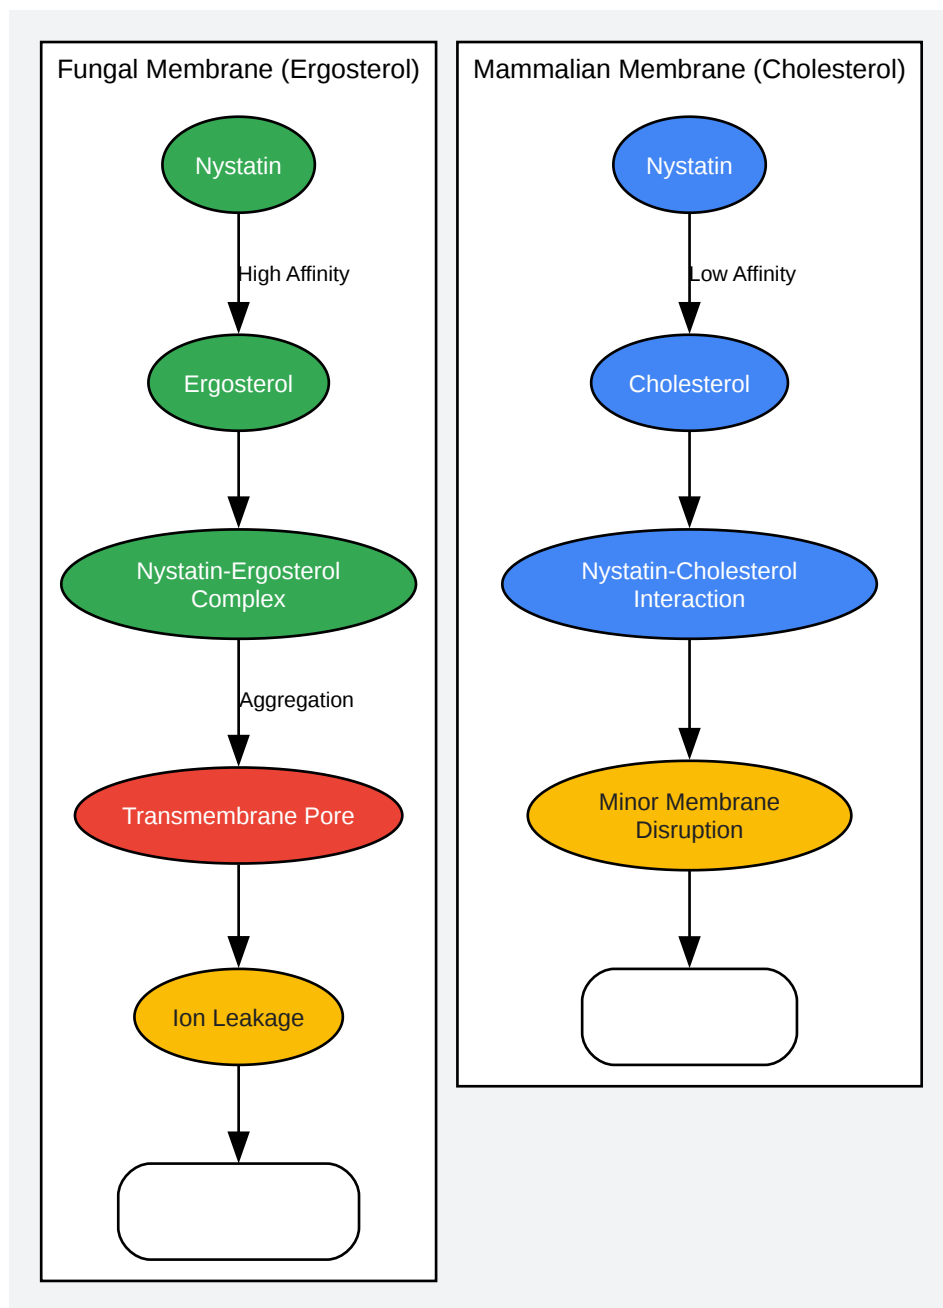 Fungal Membrane (Ergosterol)
Nystatin
High Affinity
Ergosterol
Nystatin-Ergosterol
Complex
Aggregation
Transmembrane Pore
Ion Leakage
Mammalian Membrane (Cholesterol)
Nystatin
Low Affinity
Cholesterol
Nystatin-Cholesterol
Interaction
Minor Membrane
Disruption